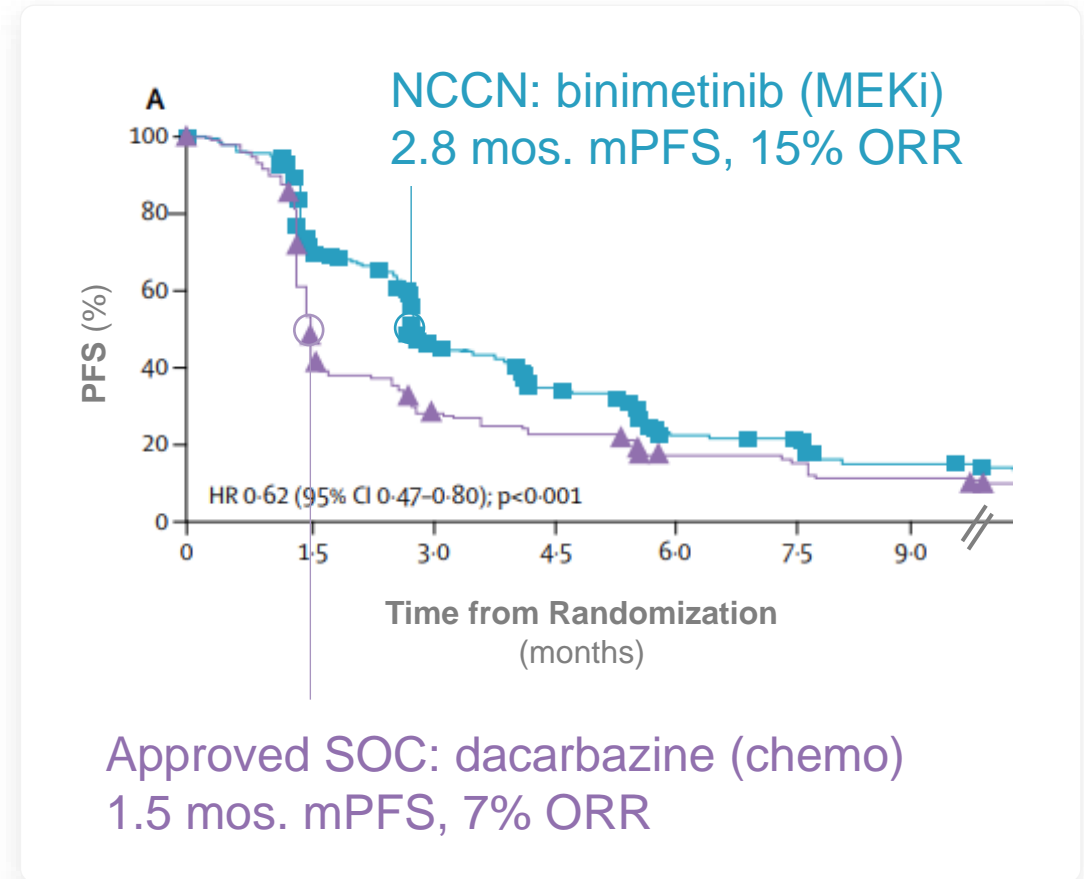 NCCN: binimetinib (MEKi)
2.8 mos. mPFS, 15% ORR
A
100
80
60
40
20
0
PFS (%)
HR 0·62 (95% CI 0·47–0·80); p<0·001
0
1·5
3·0
4·5
6·0
7·5
9·0
Time from Randomization
(months)
Approved SOC: dacarbazine (chemo)
1.5 mos. mPFS, 7% ORR